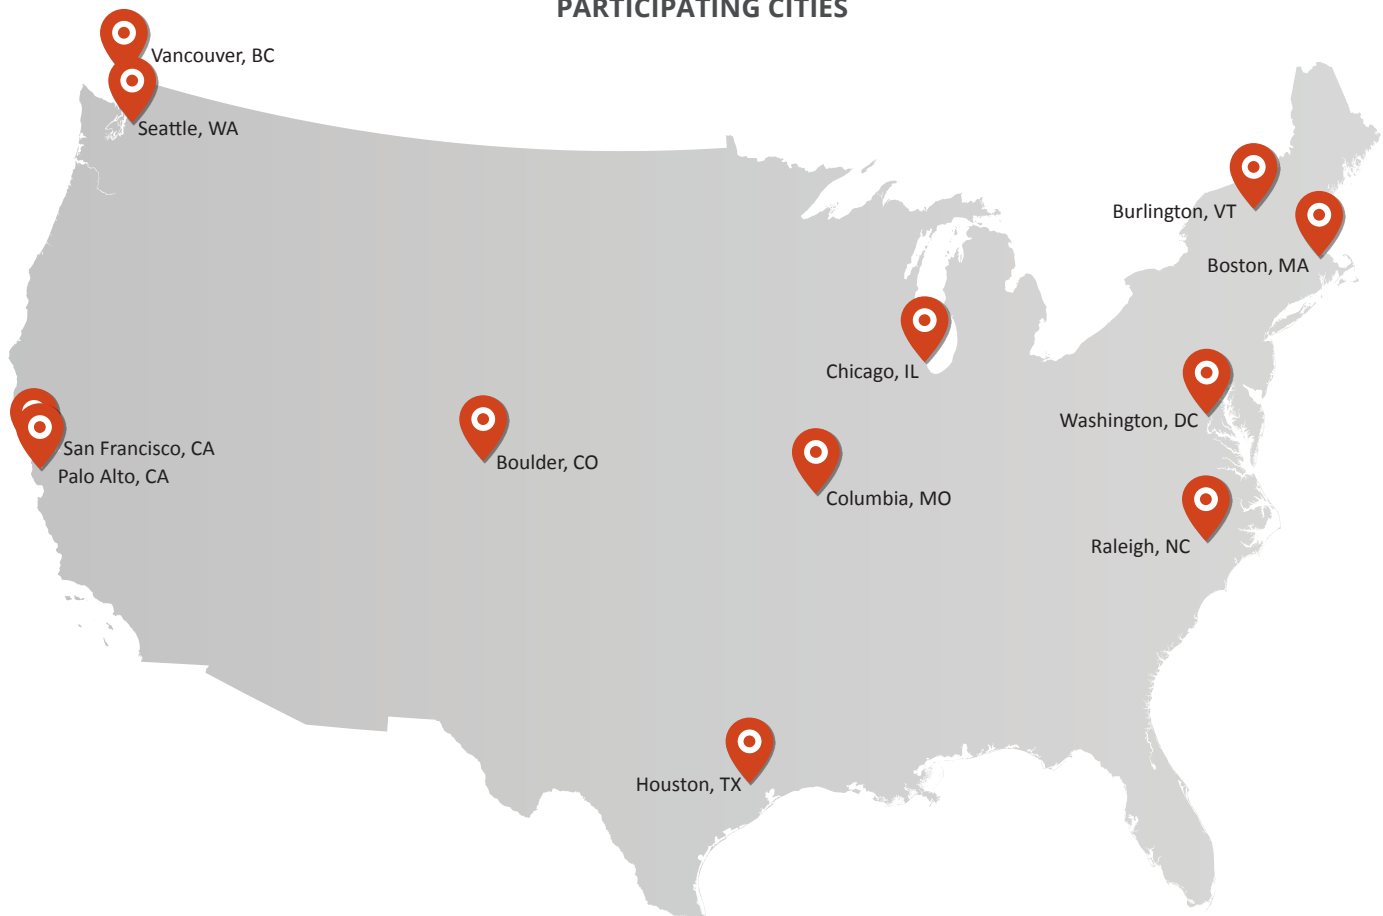 PARTICIPATING CITIES
Vancouver, BC
Seattle, WA
Burlington, VT
Boston, MA
Chicago, IL
Washington, DC
San Francisco, CA
Palo Alto, CA
Boulder, CO
Columbia, MO
Raleigh, NC
Houston, TX